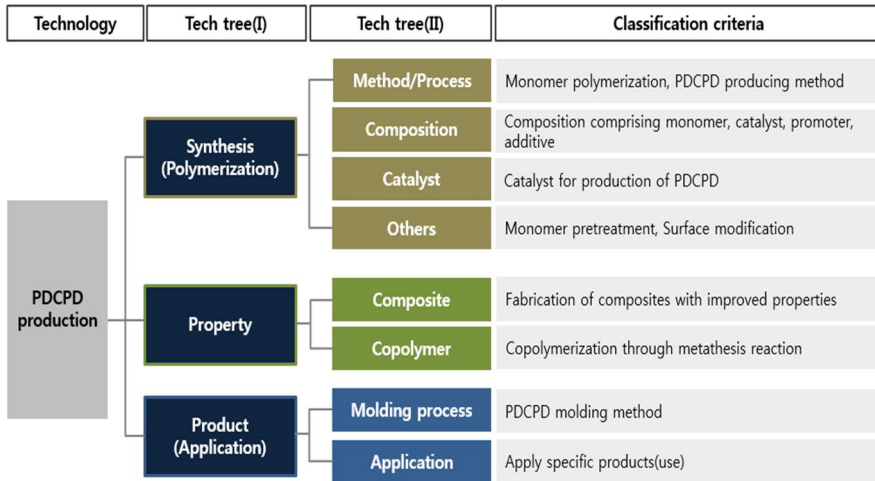 Technology Tech tree(I) Tech tree(II) Classification criteria
Method/Process Monomer polymerization, PDCPD producing method
Synthesis
(Polymerization)
Composition Composition comprising monomer, catalyst, promoter,
additive
Catalyst Catalyst for production of PDCPD
Others Monomer pretreatment, Surface modification
PDCPD
production
Property
Composite Fabrication of composites with improved properties
Copolymer Copolymerization through metathesis reaction
Product
(Application)
Molding process PDCPD molding method
Application Apply specific products(use)